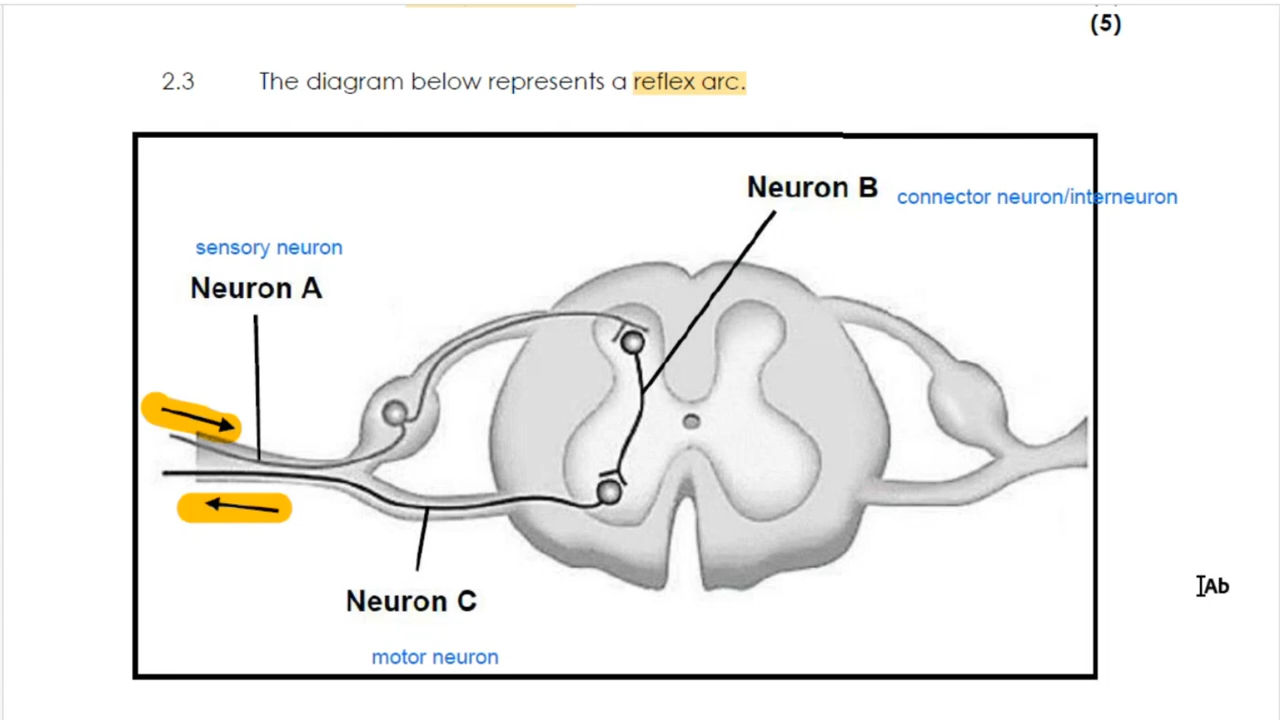 (5)
2.3 The diagram below represents a reflex arc.
Neuron B connector neuron/interneuron
sensory neuron
Neuron A
Neuron C
motor neuron
Ab